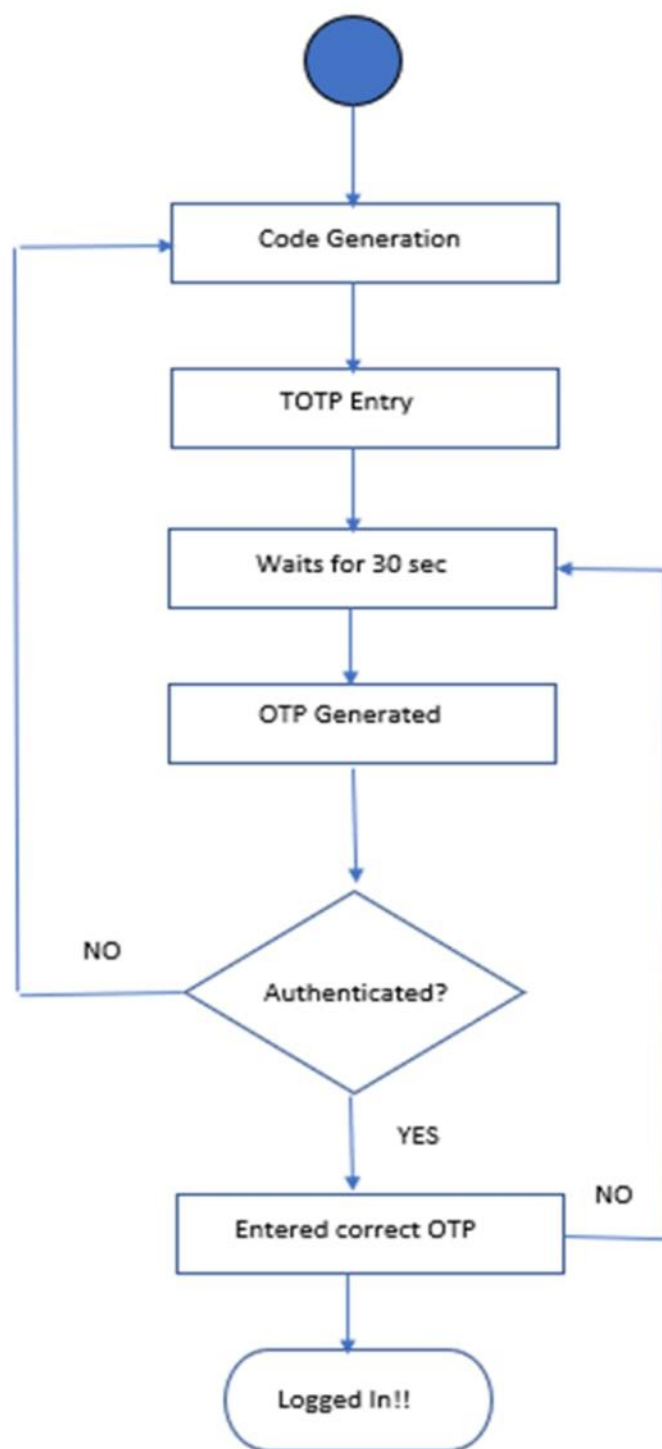 Code Generation
TOTP Entry
Waits for 30 sec
OTP Generated
NO
Authenticated?
YES
NO
Entered correct OTP
Logged In!!